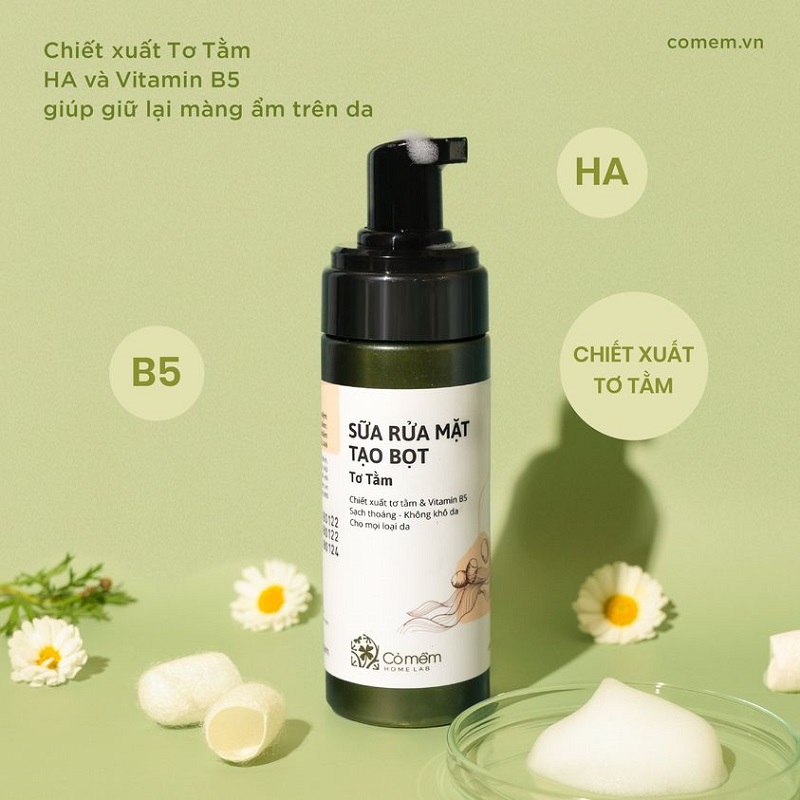 Chiết xuất Tơ Tằm
HA và Vitamin B5
giúp giữ lại màng ẩm trên da
comem.vn
HA
B5
CHIẾT XUẤT
TƠ TẰM
SỮA RỬA MẶT
TẠO BỌT
Tơ Tằm
Chiết xuất tơ tằm & Vitamin B5
Sạch thoáng - Không khô da
Cho mọi loại da
Cỏ mềm
HOME LAB